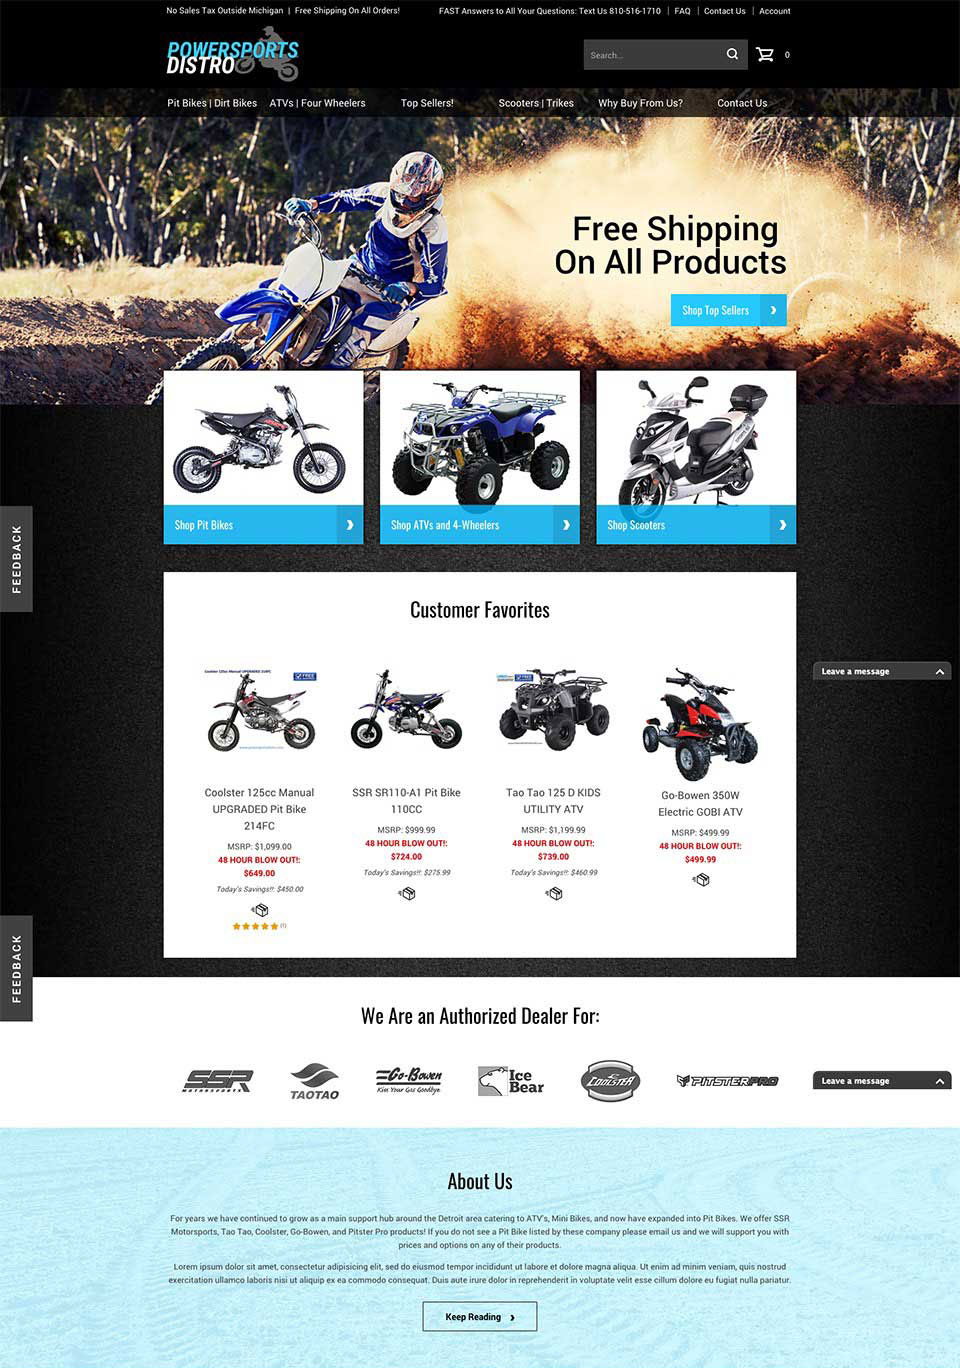 No Sales Tax Outside Michigan | Free Shipping On All Orders!
FAST Answers to All Your Questions: Text Us 810-516-1710 | FAQ | Contact Us | Account
POWERSPORTS
DISTRO
Search...
0
Pit Bikes | Dirt Bikes
ATVs | Four Wheelers
Top Sellers!
Scooters | Trikes
Why Buy From Us?
Contact Us
Free Shipping
On All Products
Shop Top Sellers
Shop Pit Bikes
Shop ATVs and 4-Wheelers
Shop Scooters
FEEDBACK
Customer Favorites
Leave a message
Coolster 125cc Manual UPGRADED 214FC
FREE
Coolster 125cc Manual
UPGRADED Pit Bike
214FC
MSRP: $1,099.00
48 HOUR BLOW OUT!:
$649.00
Today's Savings!!: $450.00
(1)
SSR SR110-A1 Pit Bike
110CC
MSRP: $999.99
48 HOUR BLOW OUT!:
$724.00
Today's Savings!!: $275.99
FREE
Tao Tao 125 D KIDS
UTILITY ATV
MSRP: $1,199.99
48 HOUR BLOW OUT!:
$739.00
Today's Savings!!: $460.99
Go-Bowen 350W
Electric GOBI ATV
MSRP: $499.99
48 HOUR BLOW OUT!:
$499.99
FEEDBACK
We Are an Authorized Dealer For:
SSR
MOTORSPORTS
TAOTAO
Go-Bowen
Kiss Your Gas Goodbye.
Ice
Bear
COOLSTER
PITSTERPRO
Leave a message
About Us
For years we have continued to grow as a main support hub around the Detroit area catering to ATV's, Mini Bikes, and now have expanded into Pit Bikes. We offer SSR
Motorsports, Tao Tao, Coolster, Go-Bowen, and Pitster Pro products! If you do not see a Pit Bike listed by these company please email us and we will support you with
prices and options on any of their products.
Lorem ipsum dolor sit amet, consectetur adipisicing elit, sed do eiusmod tempor incididunt ut labore et dolore magna aliqua. Ut enim ad minim veniam, quis nostrud
exercitation ullamco laboris nisi ut aliquip ex ea commodo consequat. Duis aute irure dolor in reprehenderit in voluptate velit esse cillum dolore eu fugiat nulla pariatur.
Keep Reading